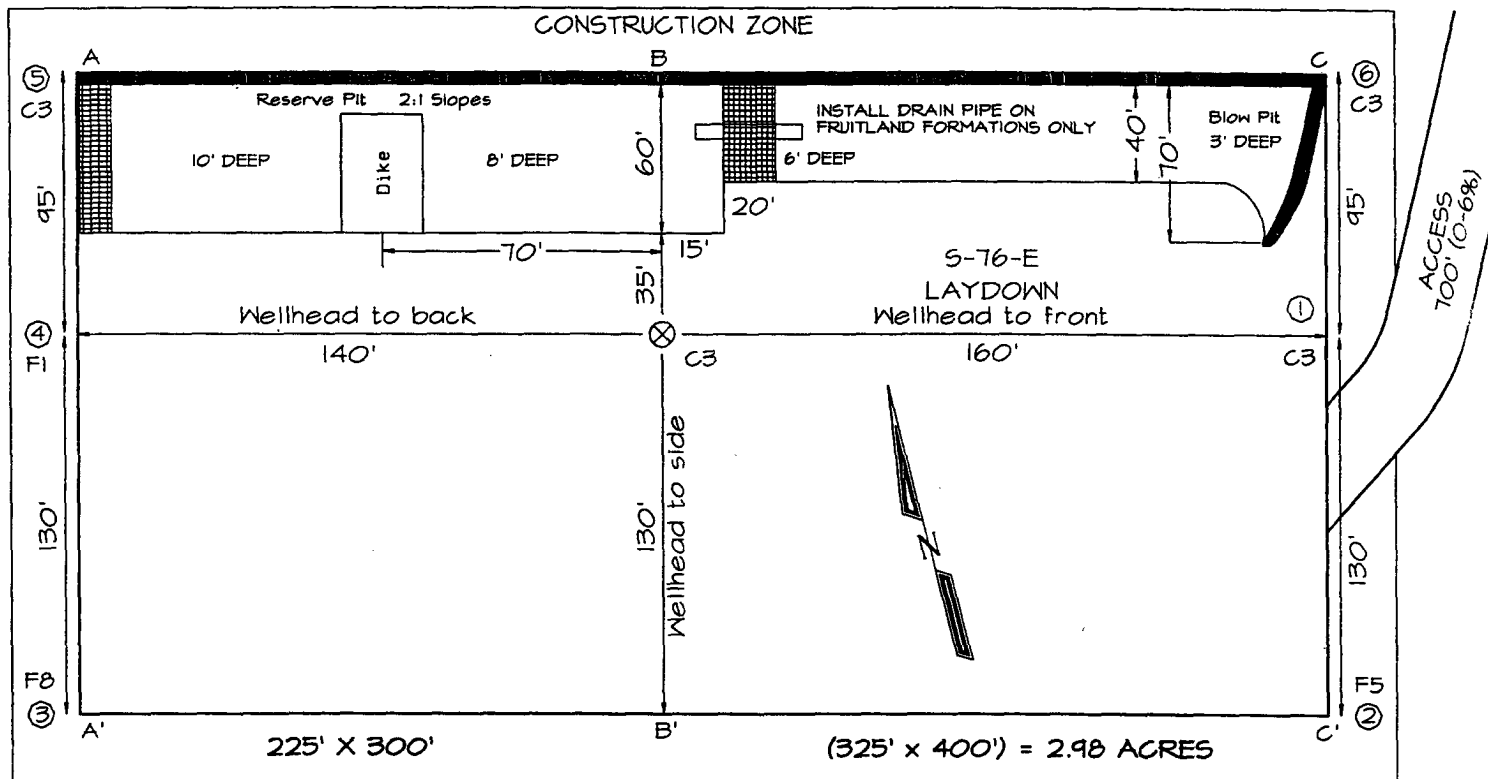 CONSTRUCTION ZONE
A
B
C
⑤
C3
⑥
C3
Reserve Pit 2:1 Slopes
INSTALL DRAIN PIPE ON
FRUITLAND FORMATIONS ONLY
Blow Pit
3' DEEP
10' DEEP
Dike
8' DEEP
60'
6' DEEP
40'
70'
95'
95'
20'
70'
15'
35'
S-76-E
LAYDOWN
ACCESS
700' (0-6%)
Wellhead to back
Wellhead to front
①
④
F1
140'
C3
160'
C3
130'
130'
Wellhead to side
N
130'
F8
③
F5
②
A'
B'
C'
225' X 300'
(325' x 400') = 2.98 ACRES